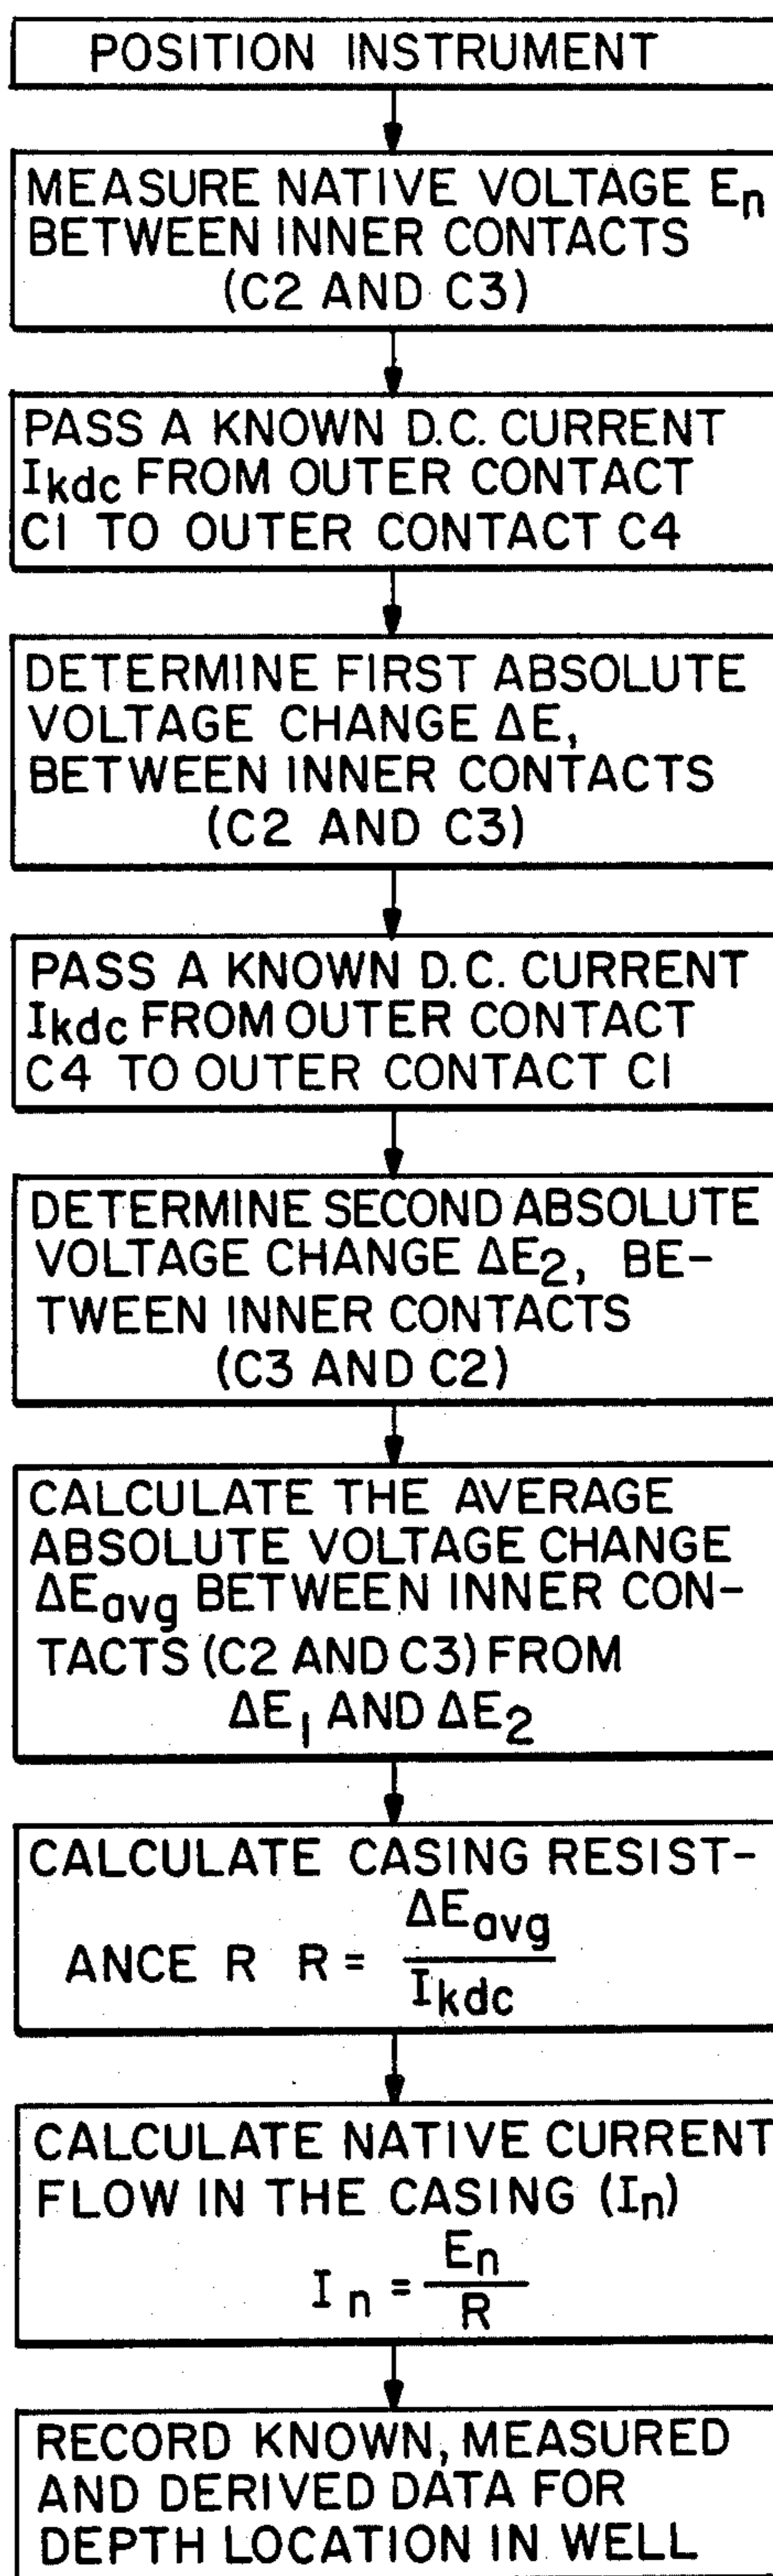 POSITION INSTRUMENT
MEASURE NATIVE VOLTAGE En
BETWEEN INNER CONTACTS
(C2 AND C3)
PASS A KNOWN D.C. CURRENT
Ikdc FROM OUTER CONTACT
C1 TO OUTER CONTACT C4
DETERMINE FIRST ABSOLUTE
VOLTAGE CHANGE ΔE,
BETWEEN INNER CONTACTS
(C2 AND C3)
PASS A KNOWN D.C. CURRENT
Ikdc FROM OUTER CONTACT
C4 TO OUTER CONTACT C1
DETERMINE SECOND ABSOLUTE
VOLTAGE CHANGE ΔE2, BE-
TWEEN INNER CONTACTS
(C3 AND C2)
CALCULATE THE AVERAGE
ABSOLUTE VOLTAGE CHANGE
ΔEavg BETWEEN INNER CON-
TACTS (C2 AND C3) FROM
ΔE1 AND ΔE2
CALCULATE CASING RESIST-
ANCE R R = ΔEavg / Ikdc
CALCULATE NATIVE CURRENT
FLOW IN THE CASING (In)
In = En / R
RECORD KNOWN, MEASURED
AND DERIVED DATA FOR
DEPTH LOCATION IN WELL